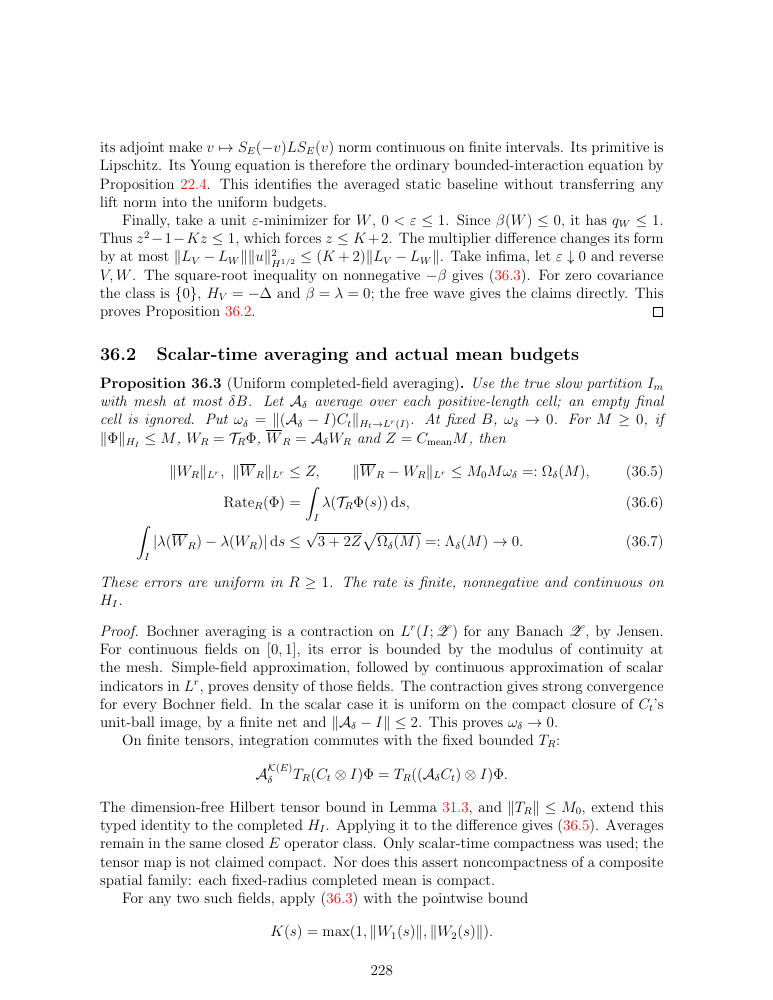 its adjoint make v ↦ S_E(−v)LS_E(v) norm continuous on finite intervals. Its primitive is
Lipschitz. Its Young equation is therefore the ordinary bounded-interaction equation by
Proposition 22.4. This identifies the averaged static baseline without transferring any
lift norm into the uniform budgets.
Finally, take a unit ε-minimizer for W, 0 < ε ≤ 1. Since β(W) ≤ 0, it has q_W ≤ 1.
Thus z²−1−Kz ≤ 1, which forces z ≤ K+2. The multiplier difference changes its form
by at most ‖L_V − L_W‖‖u‖²_{H^{1/2}} ≤ (K + 2)‖L_V − L_W‖. Take infima, let ε ↓ 0 and reverse
V, W. The square-root inequality on nonnegative −β gives (36.3). For zero covariance
the class is {0}, H_V = −Δ and β = λ = 0; the free wave gives the claims directly. This
proves Proposition 36.2. □
36.2 Scalar-time averaging and actual mean budgets
Proposition 36.3 (Uniform completed-field averaging). Use the true slow partition I_m
with mesh at most δB. Let 𝒜_δ average over each positive-length cell; an empty final
cell is ignored. Put ω_δ = ‖(𝒜_δ − I)C_t‖_{H_t→L^r(I)}. At fixed B, ω_δ → 0. For M ≥ 0, if
‖Φ‖_{H_I} ≤ M, W_R = 𝒯_RΦ, W̅_R = 𝒜_δW_R and Z = C_mean M, then
‖W_R‖_{L^r}, ‖W̅_R‖_{L^r} ≤ Z, ‖W̅_R − W_R‖_{L^r} ≤ M_0Mω_δ =: Ω_δ(M), (36.5)
Rate_R(Φ) = ∫_I λ(𝒯_RΦ(s)) ds, (36.6)
∫_I |λ(W̅_R) − λ(W_R)| ds ≤ √(3 + 2Z) √(Ω_δ(M)) =: Λ_δ(M) → 0. (36.7)
These errors are uniform in R ≥ 1. The rate is finite, nonnegative and continuous on
H_I.
Proof. Bochner averaging is a contraction on L^r(I; 𝒵) for any Banach 𝒵, by Jensen.
For continuous fields on [0, 1], its error is bounded by the modulus of continuity at
the mesh. Simple-field approximation, followed by continuous approximation of scalar
indicators in L^r, proves density of those fields. The contraction gives strong convergence
for every Bochner field. In the scalar case it is uniform on the compact closure of C_t's
unit-ball image, by a finite net and ‖𝒜_δ − I‖ ≤ 2. This proves ω_δ → 0.
On finite tensors, integration commutes with the fixed bounded T_R:
𝒜_δ^{𝒦(E)}T_R(C_t ⊗ I)Φ = T_R((𝒜_δC_t) ⊗ I)Φ.
The dimension-free Hilbert tensor bound in Lemma 31.3, and ‖T_R‖ ≤ M_0, extend this
typed identity to the completed H_I. Applying it to the difference gives (36.5). Averages
remain in the same closed E operator class. Only scalar-time compactness was used; the
tensor map is not claimed compact. Nor does this assert noncompactness of a composite
spatial family: each fixed-radius completed mean is compact.
For any two such fields, apply (36.3) with the pointwise bound
K(s) = max(1, ‖W_1(s)‖, ‖W_2(s)‖).
228